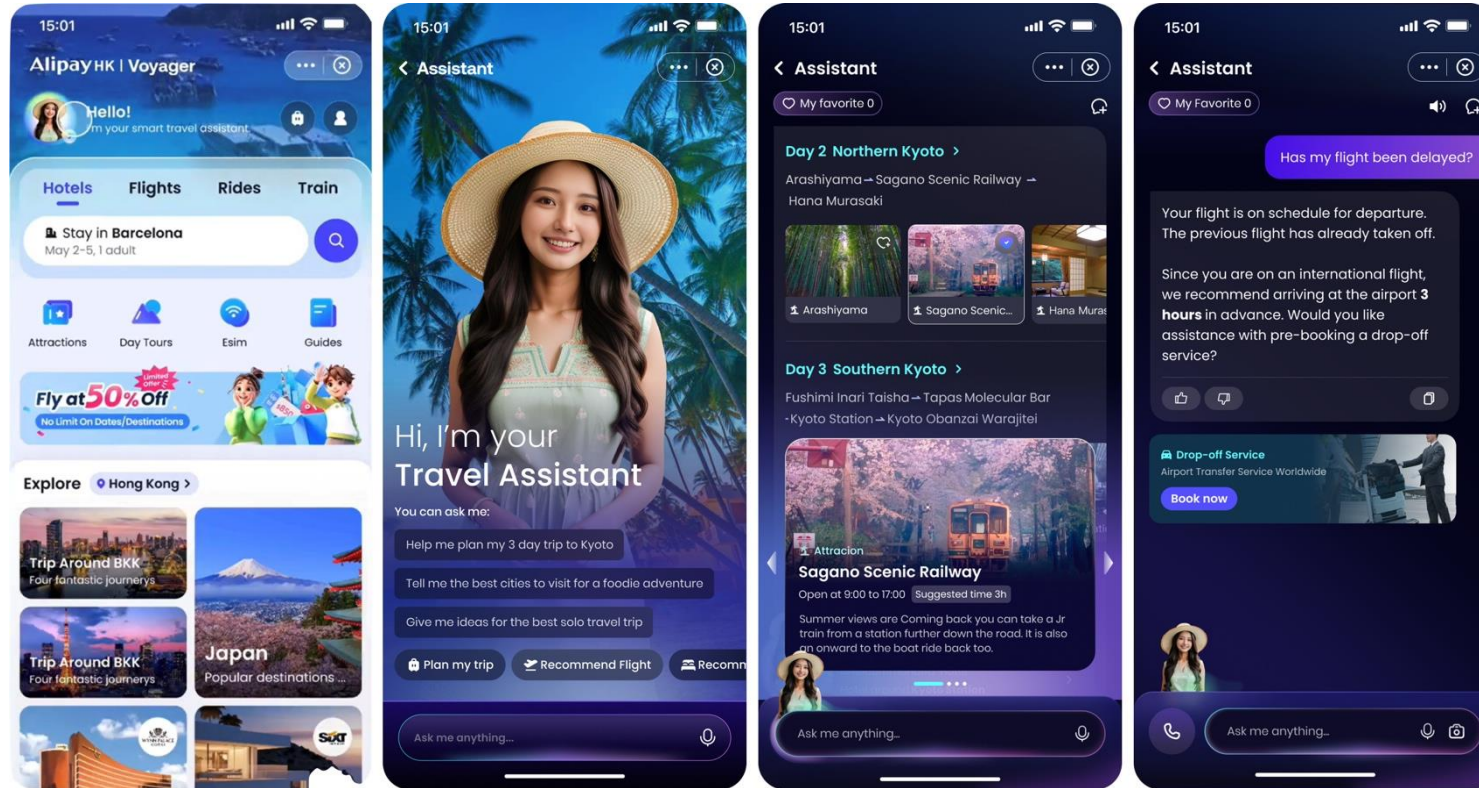 15:01
Alipay HK | Voyager
Hello!
I'm your smart travel assistant.
Hotels Flights Rides Train
Stay in Barcelona
May 2-5, 1 adult
Attractions Day Tours Esim Guides
Limited
Offer
Fly at 50% Off
No Limit On Dates/Destinations
$850
Explore Hong Kong >
Trip Around BKK
Four fantastic journerys
Japan
Popular destinations ...
Trip Around BKK
Four fantastic journerys
WYNN PALACE
SIXT
15:01
< Assistant
Hi, I'm your
Travel Assistant
You can ask me:
Help me plan my 3 day trip to Kyoto
Tell me the best cities to visit for a foodie adventure
Give me ideas for the best solo travel trip
Plan my trip Recommend Flight Recomm
Ask me anything...
15:01
< Assistant
My favorite 0
Day 2 Northern Kyoto >
Arashiyama→Sagano Scenic Railway →
Hana Murasaki
Arashiyama Sagano Scenic... Hana Muras
Day 3 Southern Kyoto >
Fushimi Inari Taisha→Tapas Molecular Bar
-Kyoto Station→Kyoto Obanzai Warajitei
Attracion
Sagano Scenic Railway
Open at 9:00 to 17:00 Suggested time 3h
Summer views are Coming back you can take a Jr
train from a station further down the road. It is also
an onward to the boat ride back too.
Ask me anything...
15:01
< Assistant
My Favorite 0
Has my flight been delayed?
Your flight is on schedule for departure.
The previous flight has already taken off.
Since you are on an international flight,
we recommend arriving at the airport 3
hours in advance. Would you like
assistance with pre-booking a drop-off
service?
Drop-off Service
Airport Transfer Service Worldwide
Book now
Ask me anything...